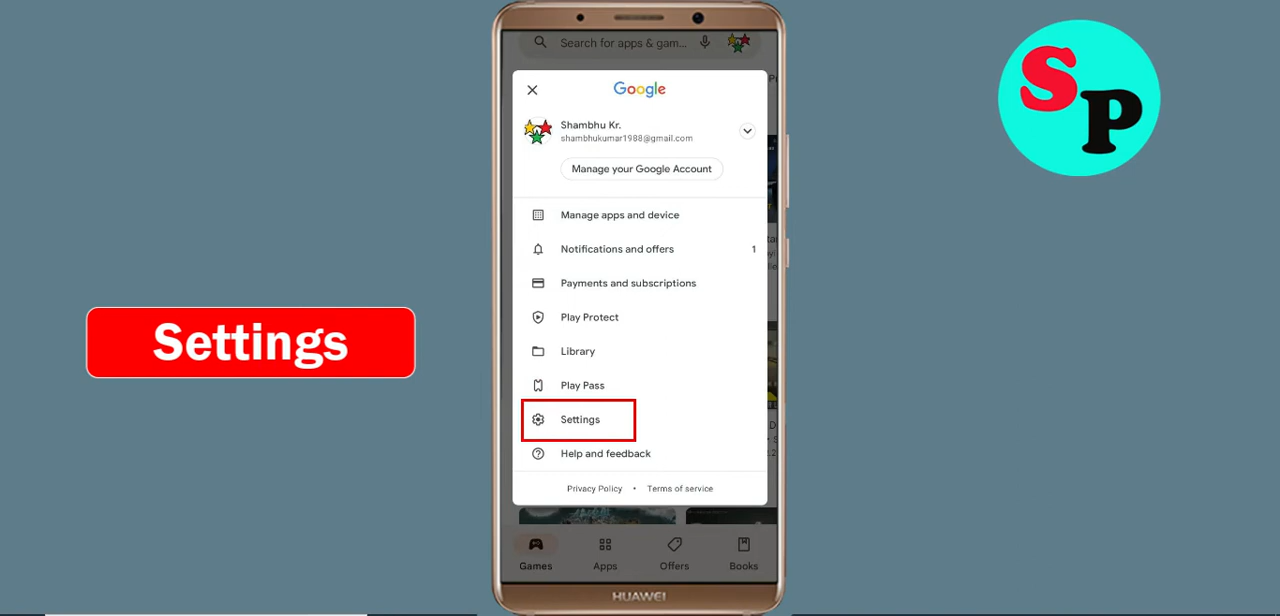 Search for apps & gam...
Google
Shambhu Kr.
shambhukumar1988@gmail.com
Manage your Google Account
Manage apps and device
Notifications and offers 1
Payments and subscriptions
Play Protect
Library
Play Pass
Settings
Help and feedback
Privacy Policy • Terms of service
Games Apps Offers Books
HUAWEI
Settings
SP